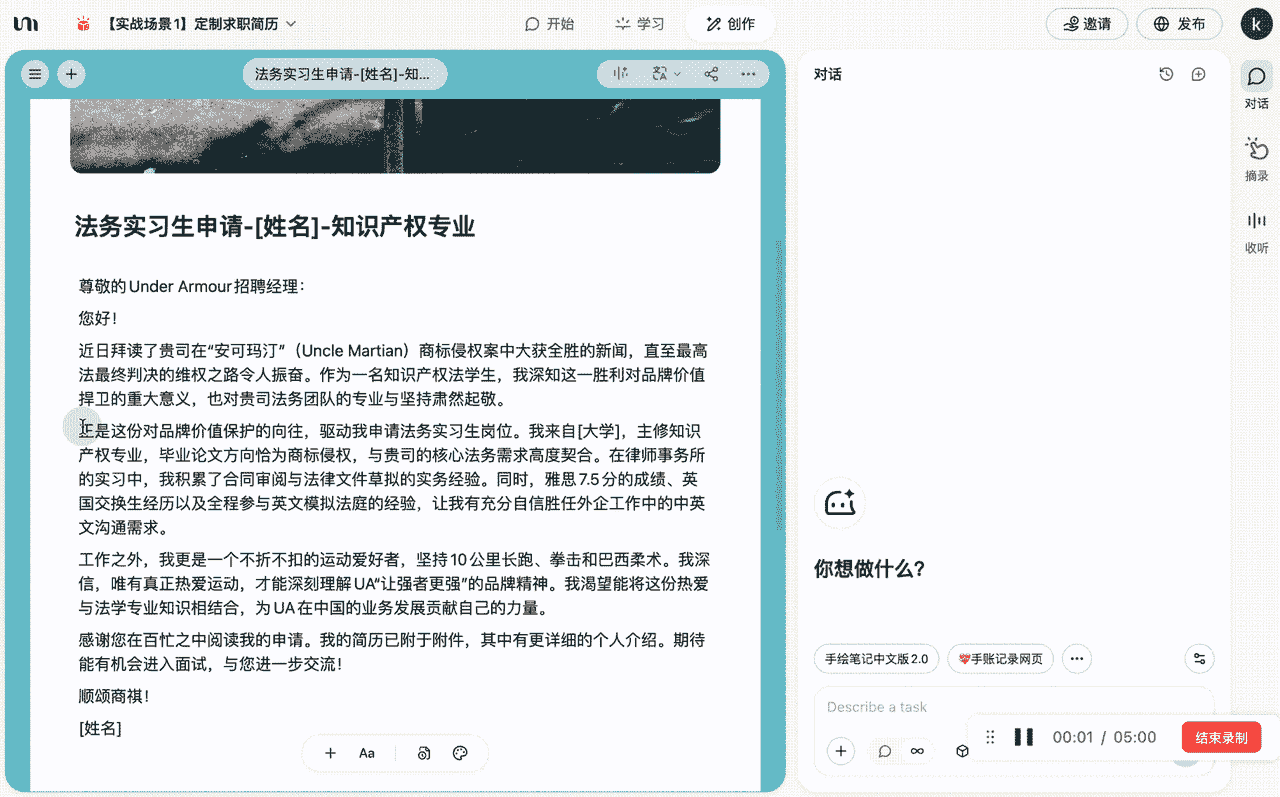 【实战场景1】定制求职简历
开始
学习
创作
邀请
发布
k
法务实习生申请-[姓名]-知...
对话
对话
摘录
收听
法务实习生申请-[姓名]-知识产权专业
尊敬的Under Armour招聘经理：
您好！
近日拜读了贵司在“安可玛汀”（Uncle Martian）商标侵权案中大获全胜的新闻，直至最高
法最终判决的维权之路令人振奋。作为一名知识产权法学生，我深知这一胜利对品牌价值
捍卫的重大意义，也对贵司法务团队的专业与坚持肃然起敬。
正是这份对品牌价值保护的向往，驱动我申请法务实习生岗位。我来自[大学]，主修知识
产权专业，毕业论文方向恰为商标侵权，与贵司的核心法务需求高度契合。在律师事务所
的实习中，我积累了合同审阅与法律文件草拟的实务经验。同时，雅思7.5分的成绩、英
国交换生经历以及全程参与英文模拟法庭的经验，让我有充分自信胜任外企工作中的中英
文沟通需求。
工作之外，我更是一个不折不扣的运动爱好者，坚持10公里长跑、拳击和巴西柔术。我深
信，唯有真正热爱运动，才能深刻理解UA“让强者更强”的品牌精神。我渴望能将这份热爱
与法学专业知识相结合，为UA在中国的业务发展贡献自己的力量。
感谢您在百忙之中阅读我的申请。我的简历已附于附件，其中有更详细的个人介绍。期待
能有机会进入面试，与您进一步交流！
顺颂商祺！
[姓名]
Aa
你想做什么？
手绘笔记中文版2.0
手账记录网页
Describe a task
00:01 / 05:00
结束录制